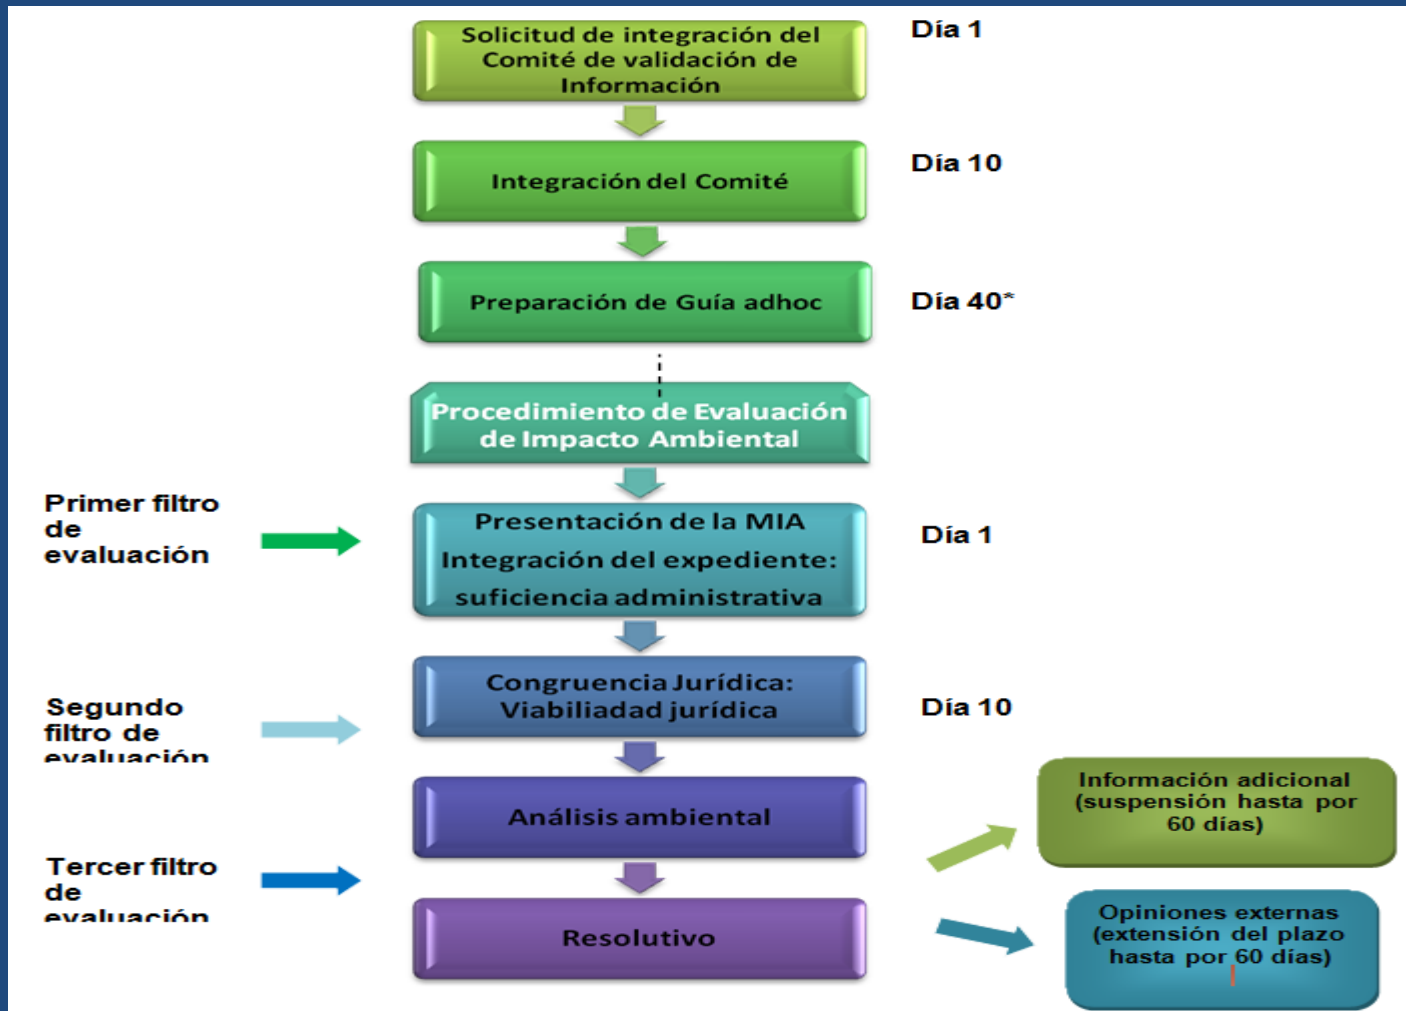 Solicitud de integración del
Comité de validación de
Información
Día 1
Integración del Comité
Día 10
Preparación de Guía adhoc
Día 40*
Procedimiento de Evaluación
de Impacto Ambiental
Primer filtro
de
evaluación
Presentación de la MIA
Integración del expediente:
suficiencia administrativa
Día 1
Segundo
filtro de
evaluación
Congruencia Jurídica:
Viabiliadad jurídica
Día 10
Análisis ambiental
Información adicional
(suspensión hasta por
60 días)
Tercer filtro
de
evaluación
Resolutivo
Opiniones externas
(extensión del plazo
hasta por 60 días)